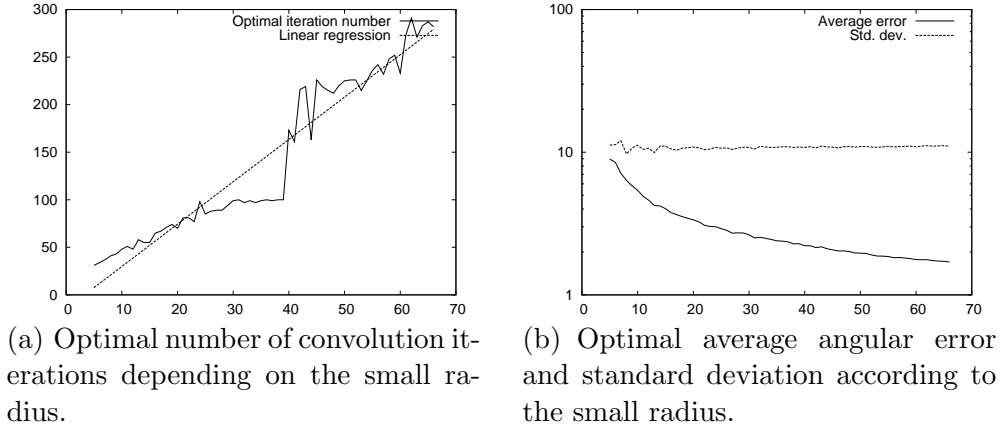 300
250
200
150
100
50
0
0 10 20 30 40 50 60 70
Optimal iteration number
Linear regression
(a) Optimal number of convolution it-
erations depending on the small ra-
dius.
100
10
1
0 10 20 30 40 50 60 70
Average error
Std. dev.
(b) Optimal average angular error
and standard deviation according to
the small radius.